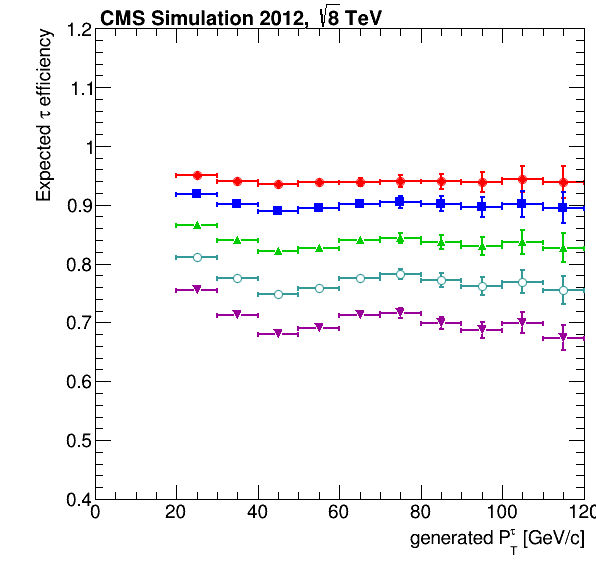 CMS Simulation 2012, √8 TeV
Expected τ efficiency
1.2
1.1
1
0.9
0.8
0.7
0.6
0.5
0.4
0 20 40 60 80 100 120
generated P_T^τ [GeV/c]